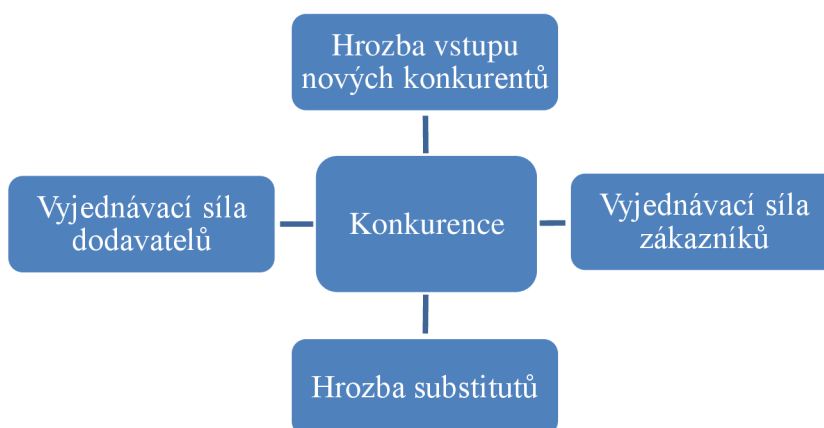 Hrozba vstupu
nových konkurentů
Vyjednávací síla
dodavatelů
Konkurence
Vyjednávací síla
zákazníků
Hrozba substitutů